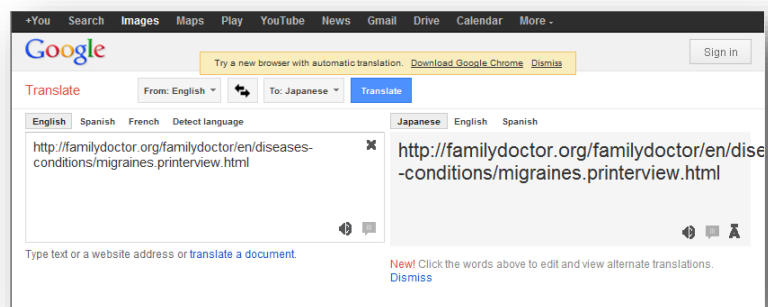 +You Search Images Maps Play YouTube News Gmail Drive Calendar More
Google
Try a new browser with automatic translation. Download Google Chrome Dismiss
Sign in
Translate
From: English
To: Japanese
Translate
English Spanish French Detect language
Japanese English Spanish
http://familydoctor.org/familydoctor/en/diseases-
conditions/migraines.printerview.html
http://familydoctor.org/familydoctor/en/dise
-conditions/migraines.printerview.html
Type text or a website address or translate a document.
New! Click the words above to edit and view alternate translations.
Dismiss